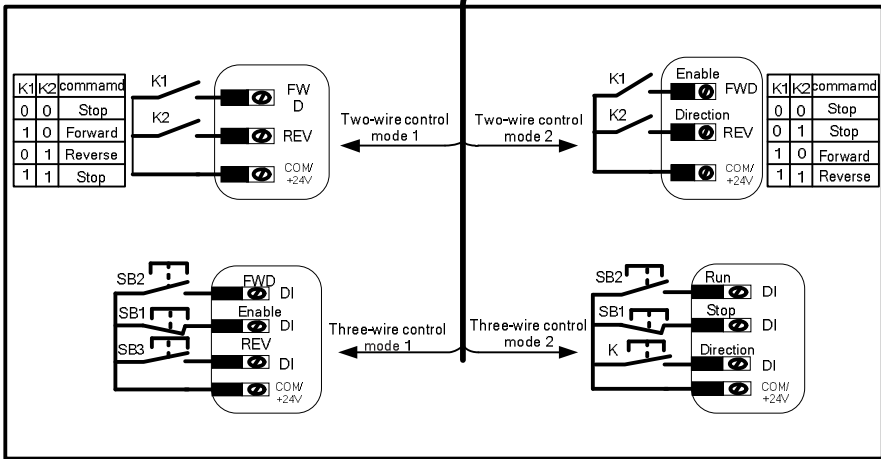 K1 K2 commamd
0 0 Stop
1 0 Forward
0 1 Reverse
1 1 Stop
K1
FW
D
K2
REV
COM/
+24V
Two-wire control
mode 1
Two-wire control
mode 2
K1
Enable
FWD
K2
Direction
REV
COM/
+24V
K1 K2 commamd
0 0 Stop
0 1 Stop
1 0 Forward
1 1 Reverse
SB2
FWD
DI
SB1
Enable
DI
SB3
REV
DI
COM/
+24V
Three-wire control
mode 1
Three-wire control
mode 2
SB2
Run
DI
SB1
Stop
DI
K
Direction
DI
COM/
+24V